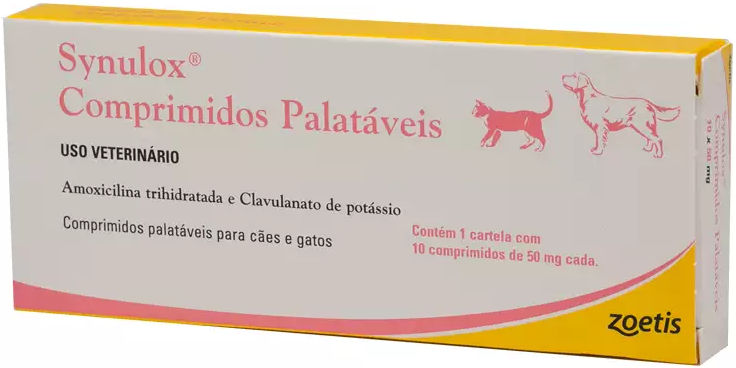 Synulox®
Comprimidos Palatáveis
USO VETERINÁRIO
Amoxicilina trihidratada e Clavulanato de potássio
Comprimidos palatáveis para cães e gatos
Contém 1 cartela com
10 comprimidos de 50 mg cada.
zoetis
Synulox®
Comprimidos Palatáveis
10 x 50 mg